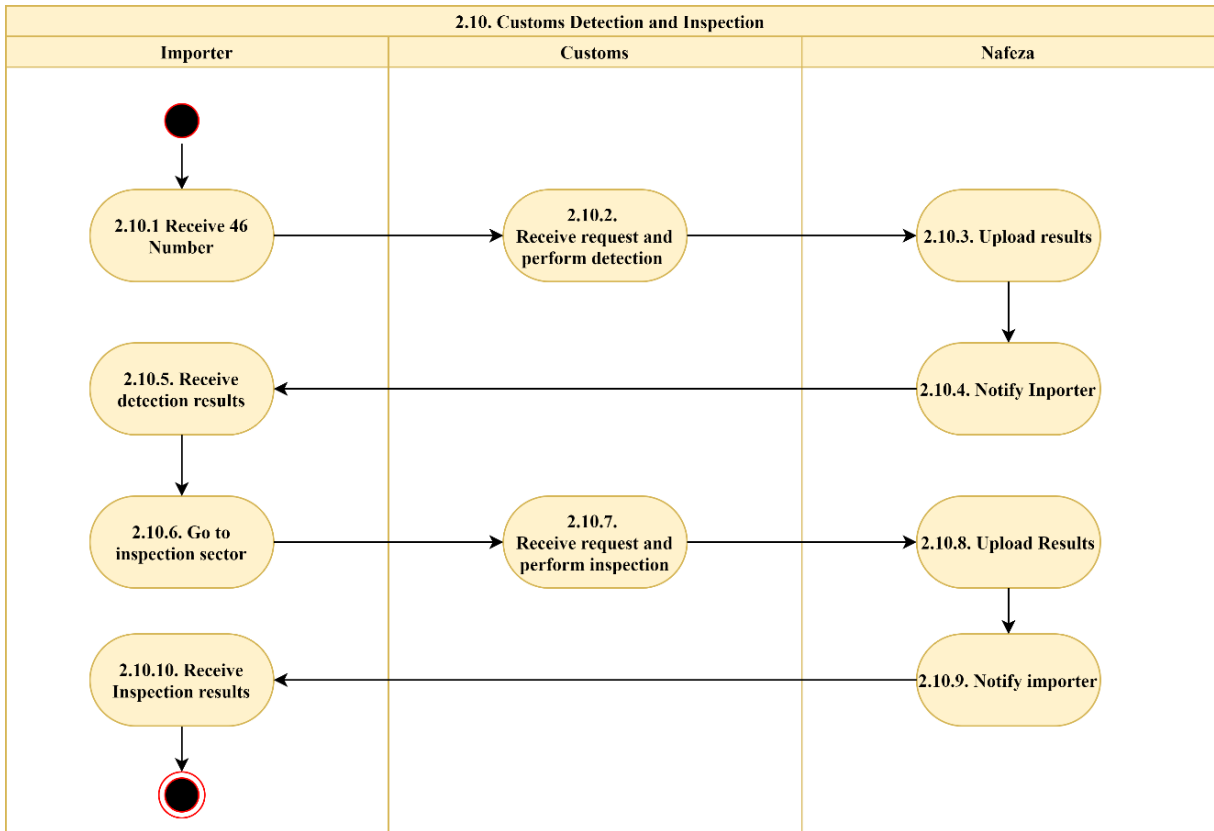 2.10. Customs Detection and Inspection
Importer
Customs
Nafeza
2.10.1 Receive 46
Number
2.10.2.
Receive request and
perform detection
2.10.3. Upload results
2.10.5. Receive
detection results
2.10.4. Notify Inporter
2.10.6. Go to
inspection sector
2.10.7.
Receive request and
perform inspection
2.10.8. Upload Results
2.10.10. Receive
Inspection results
2.10.9. Notify importer